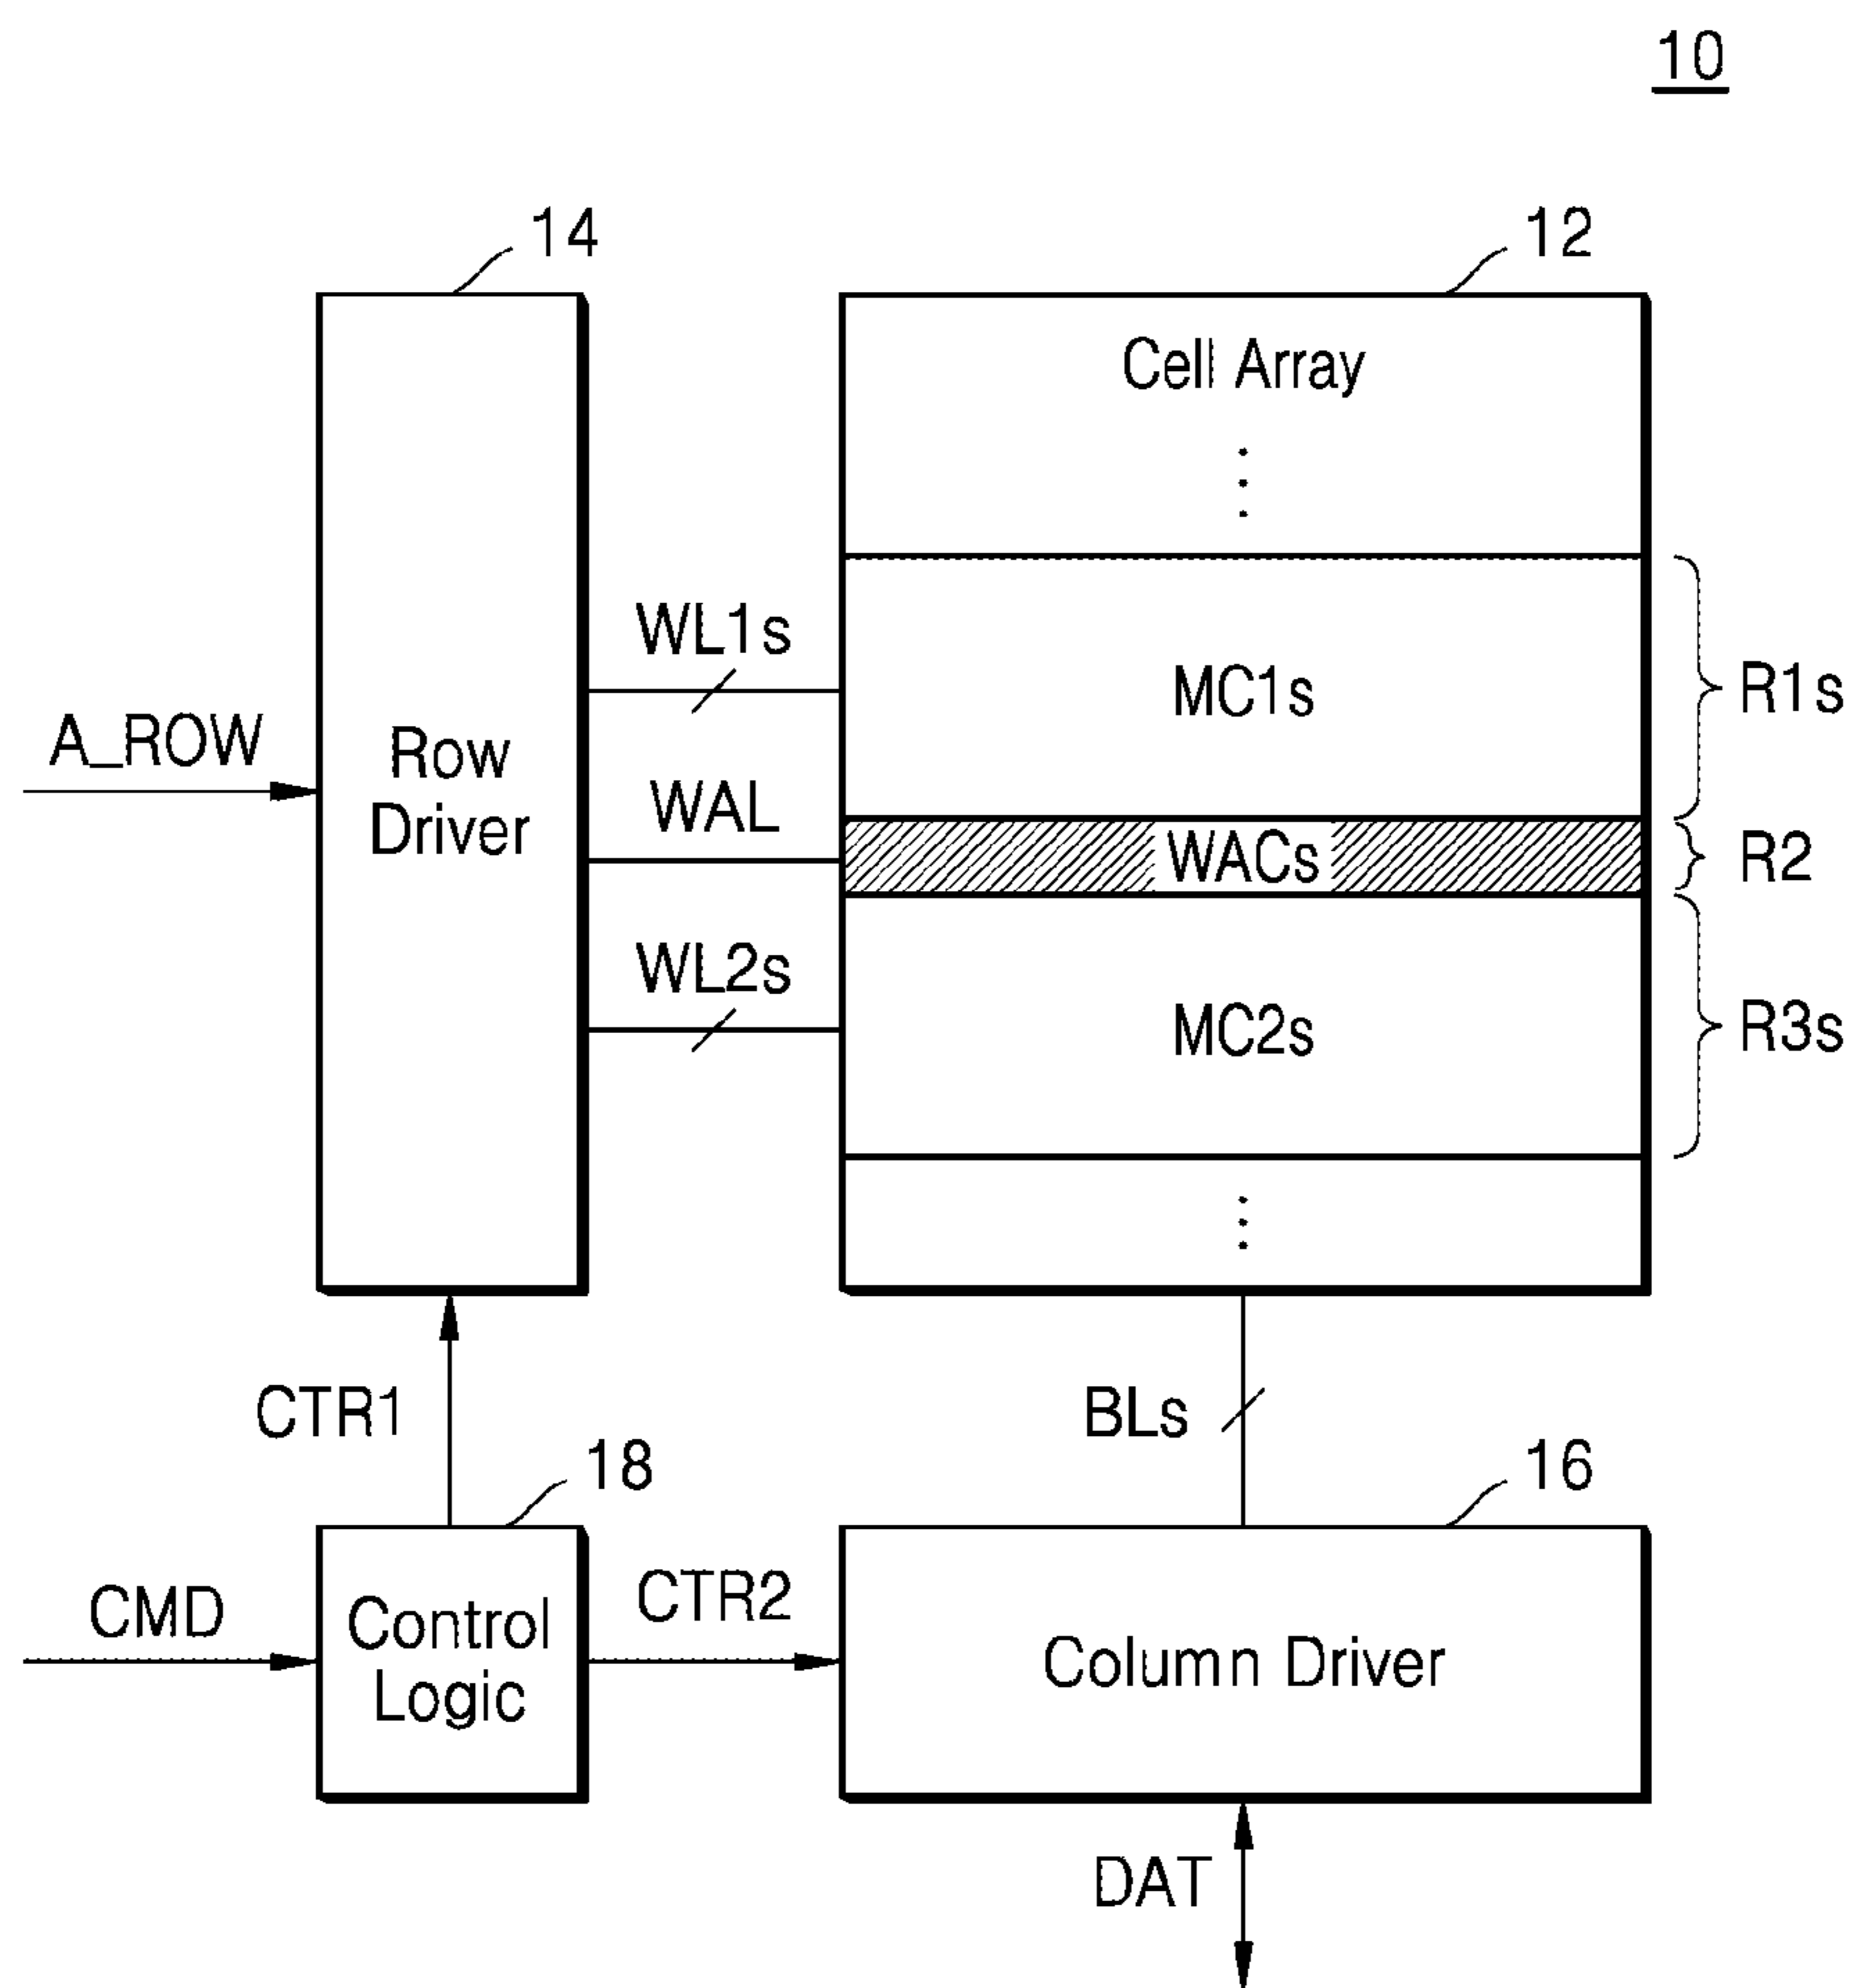 10
14
12
Cell Array
WL1s
MC1s
R1s
A_ROW
Row
Driver
WAL
WACs
R2
WL2s
MC2s
R3s
CTR1
BLs
18
16
CMD
Control
Logic
CTR2
Column Driver
DAT